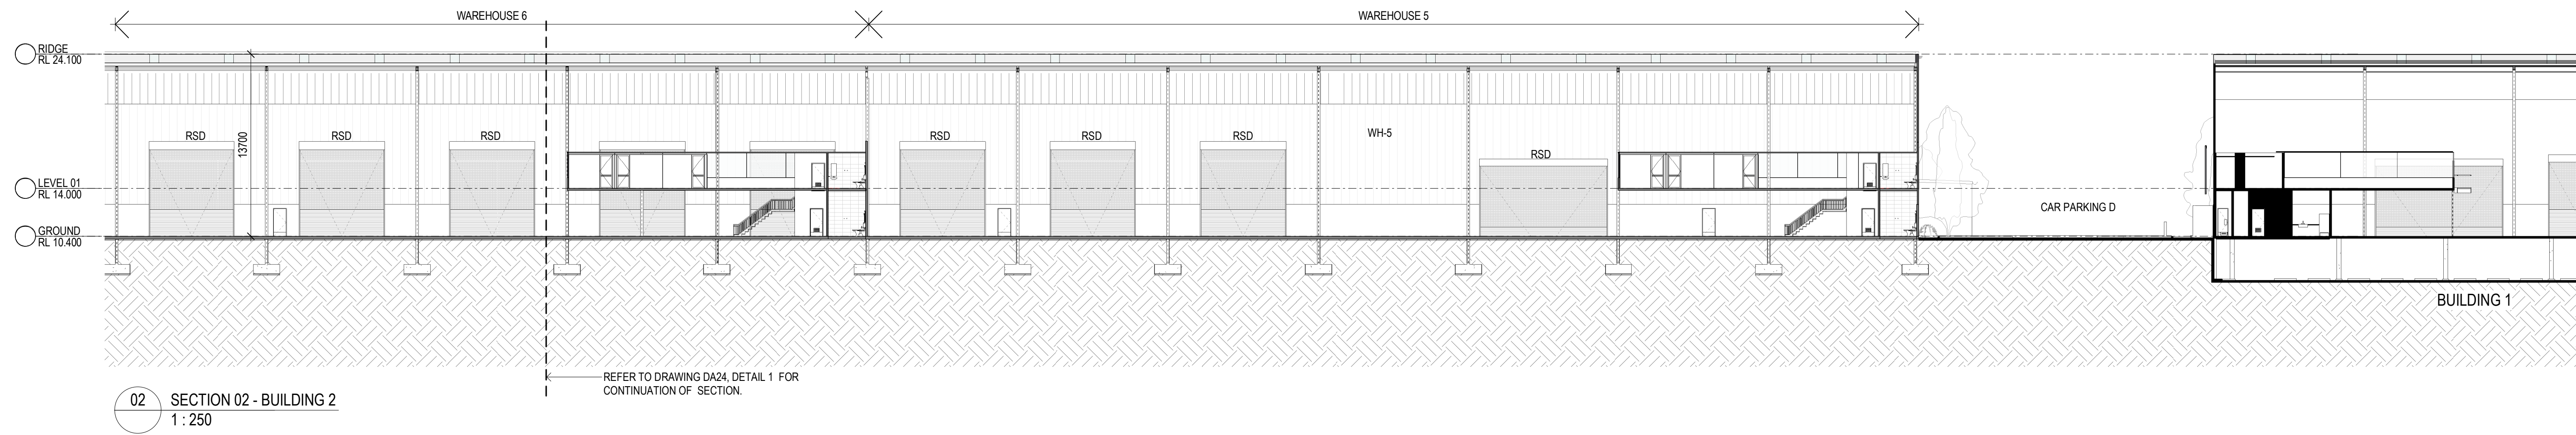 WAREHOUSE 6
WAREHOUSE 5
RIDGE
RL 24.100
13700
RSD
RSD
RSD
RSD
RSD
RSD
WH-5
RSD
LEVEL 01
RL 14.000
CAR PARKING D
GROUND
RL 10.400
BUILDING 1
REFER TO DRAWING DA24, DETAIL 1 FOR
CONTINUATION OF SECTION.
02
SECTION 02 - BUILDING 2
1 : 250